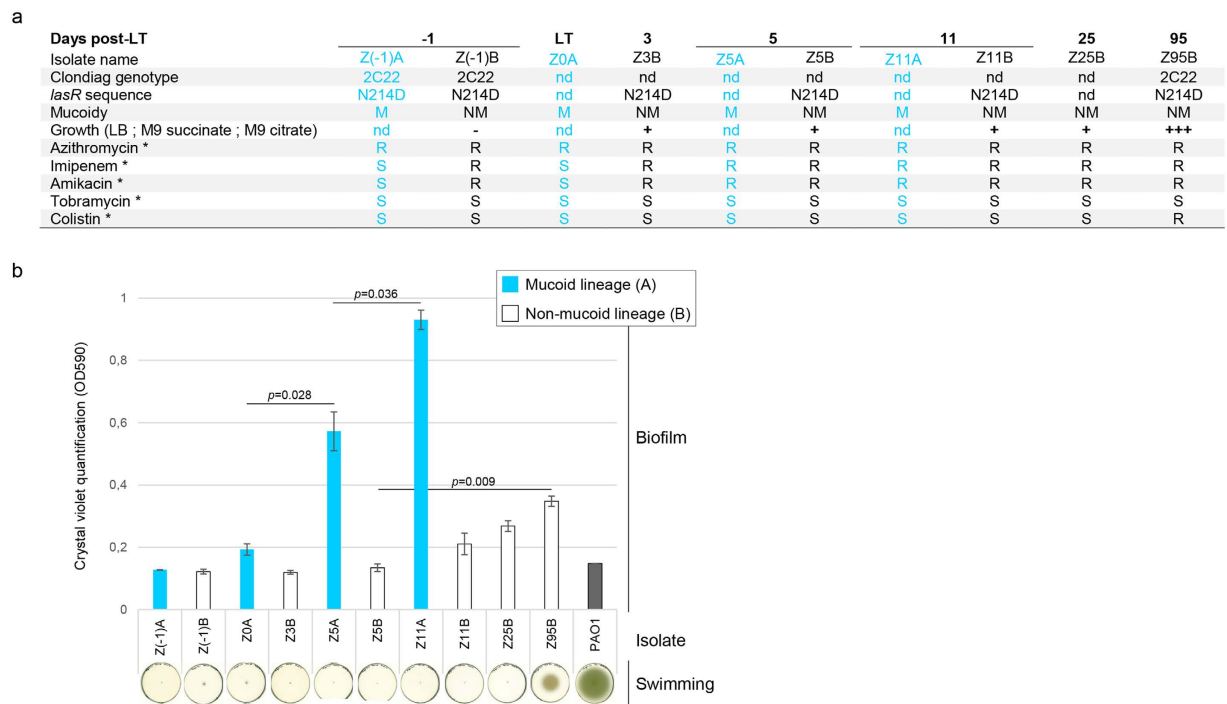 a
Days post-LT -1 LT 3 5 11 25 95
Isolate name Z(-1)A Z(-1)B Z0A Z3B Z5A Z5B Z11A Z11B Z25B Z95B
Clondiag genotype 2C22 2C22 nd nd nd nd nd nd nd 2C22
lasR sequence N214D N214D nd N214D nd N214D nd N214D nd N214D
Mucoidy M NM M NM M NM M NM NM NM
Growth (LB ; M9 succinate ; M9 citrate) nd - nd + nd + nd + + +++
Azithromycin * R R R R R R R R R R
Imipenem * S R S R R R R R R R
Amikacin * S R S R R R R R R R
Tobramycin * S S S S S S S S S S
Colistin * S S S S S S S S S R
b
Mucoid lineage (A)
Non-mucoid lineage (B)
Crystal violet quantification (OD590)
1
0,8
0,6
0,4
0,2
0
p=0.036
p=0.028
p=0.009
Biofilm
Z(-1)A Z(-1)B Z0A Z3B Z5A Z5B Z11A Z11B Z25B Z95B PAO1
Isolate
Swimming